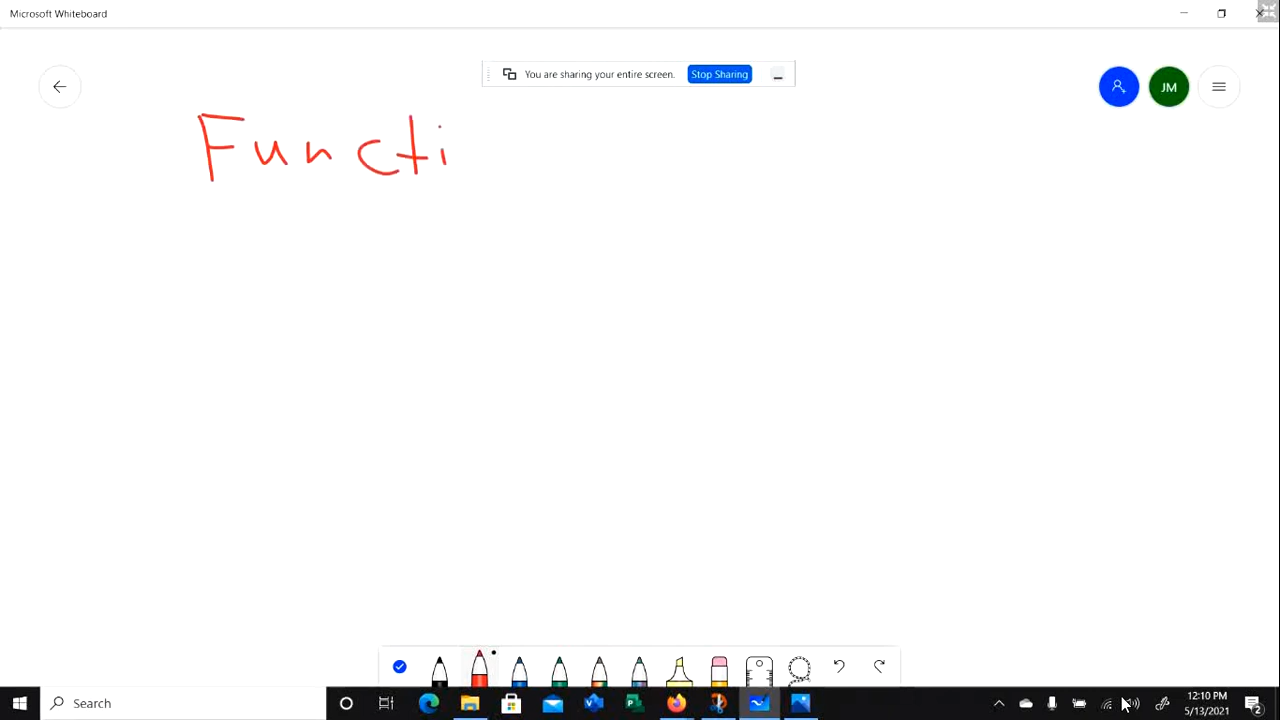 Microsoft Whiteboard
You are sharing your entire screen. Stop Sharing
JM
Functi
Search
12:10 PM
5/13/2021
2